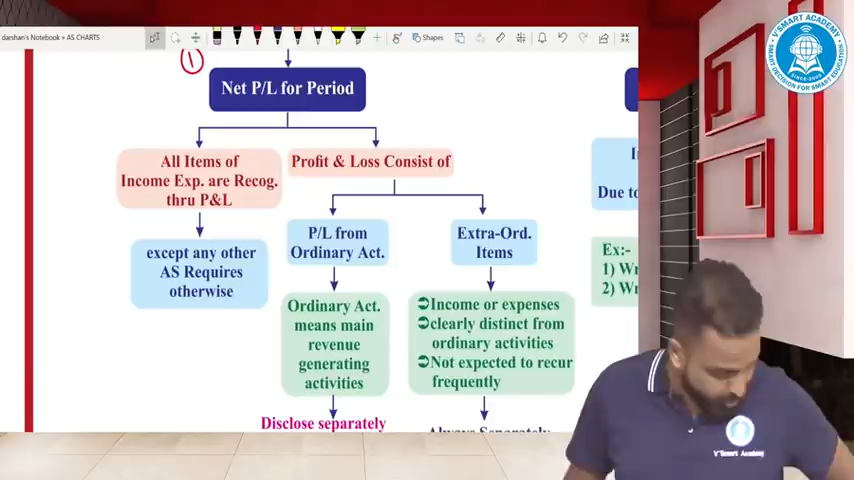 darshan's Notebook » AS CHARTS
Shapes
1
Net P/L for Period
All Items of
Income Exp. are Recog.
thru P&L
except any other
AS Requires
otherwise
Profit & Loss Consist of
P/L from
Ordinary Act.
Ordinary Act.
means main
revenue
generating
activities
Disclose separately
Extra-Ord.
Items
➲Income or expenses
➲clearly distinct from
ordinary activities
➲Not expected to recur
frequently
Always Separately
Due to
Ex:-
1) Wr
2) Wr
V'SMART ACADEMY
SMART DECISION FOR SMART EDUCATION
SINCE-2003
V'Smart Academy